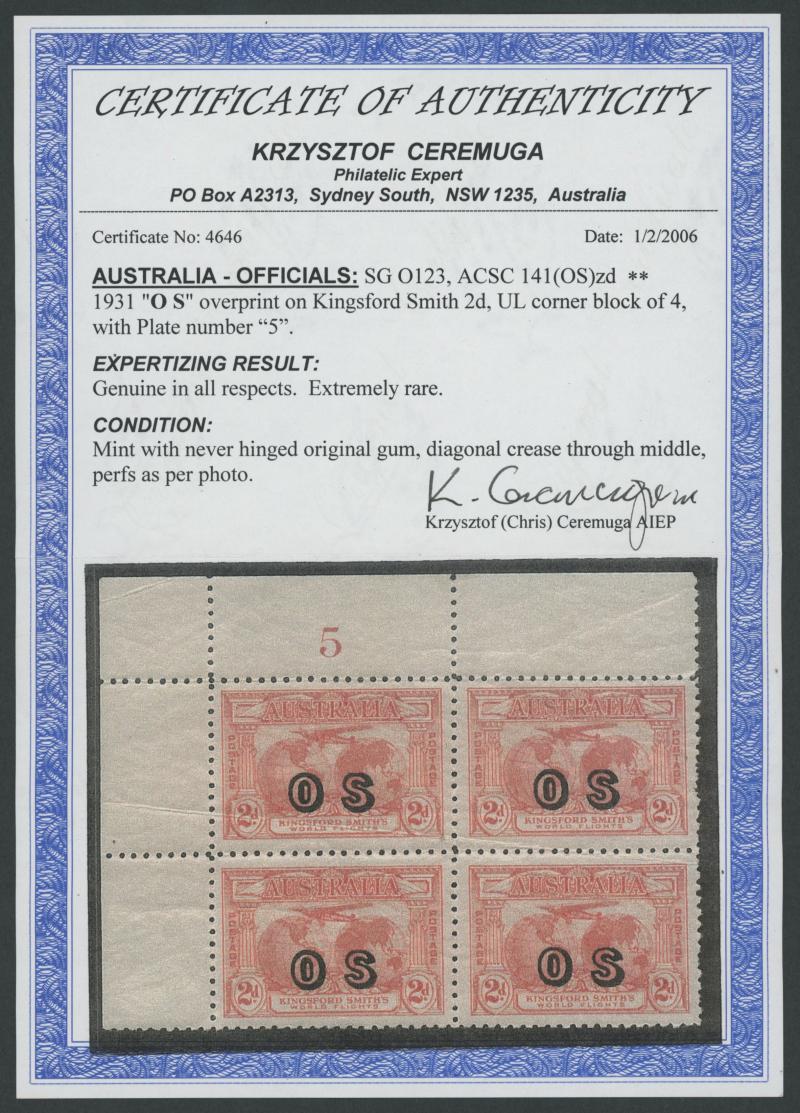 CERTIFICATE OF AUTHENTICITY
KRZYSZTOF CEREMUGA
Philatelic Expert
PO Box A2313, Sydney South, NSW 1235, Australia
Certificate No: 4646 Date: 1/2/2006
AUSTRALIA - OFFICIALS: SG O123, ACSC 141(OS)zd **
1931 "O S" overprint on Kingsford Smith 2d, UL corner block of 4,
with Plate number “5”.
EXPERTIZING RESULT:
Genuine in all respects. Extremely rare.
CONDITION:
Mint with never hinged original gum, diagonal crease through middle,
perfs as per photo.
K. Ceremuga
Krzysztof (Chris) Ceremuga AIEP
5
AUSTRALIA
POSTAGE POSTAGE
O S
2d 2d
KINGSFORD SMITH'S
WORLD FLIGHTS
AUSTRALIA
POSTAGE POSTAGE
O S
2d 2d
KINGSFORD SMITH'S
WORLD FLIGHTS
AUSTRALIA
POSTAGE POSTAGE
O S
2d 2d
KINGSFORD SMITH'S
WORLD FLIGHTS
AUSTRALIA
POSTAGE POSTAGE
O S
2d 2d
KINGSFORD SMITH'S
WORLD FLIGHTS